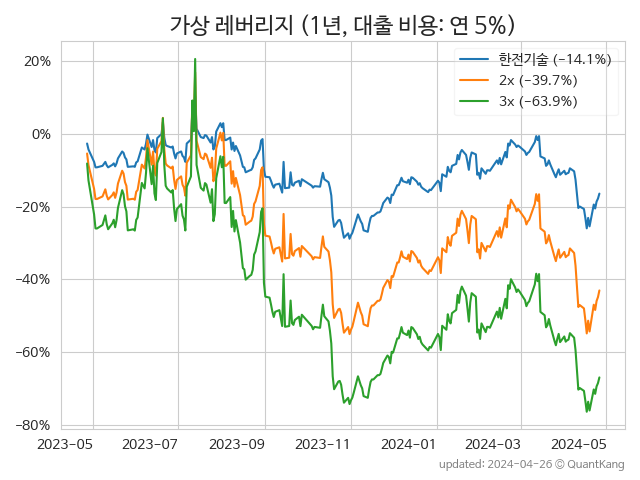 가상 레버리지 (1년, 대출 비용: 연 5%)
한전기술 (−14.1%)
2x (−39.7%)
3x (−63.9%)
20%
0%
−20%
−40%
−60%
−80%
2023-05 2023-07 2023-09 2023-11 2024-01 2024-03 2024-05
updated: 2024-04-26 © QuantKang